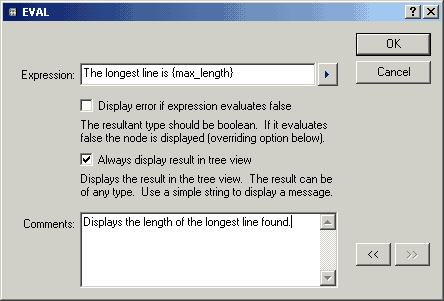 EVAL
OK
Expression: The longest line is {max_length}
Cancel
Display error if expression evaluates false
The resultant type should be boolean. If it evaluates
false the node is displayed (overriding option below).
Always display result in tree view
Displays the result in the tree view. The result can be
of any type. Use a simple string to display a message.
Comments: Displays the length of the longest line found.
<< >>